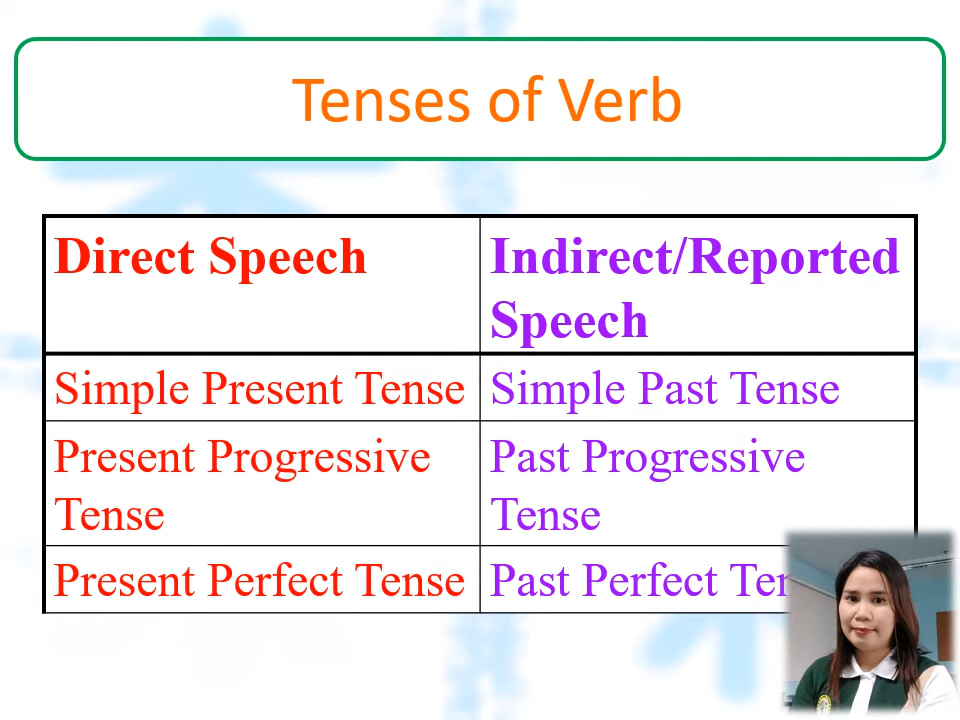 Tenses of Verb
Direct Speech
Indirect/Reported
Speech
Simple Present Tense
Simple Past Tense
Present Progressive
Tense
Past Progressive
Tense
Present Perfect Tense
Past Perfect